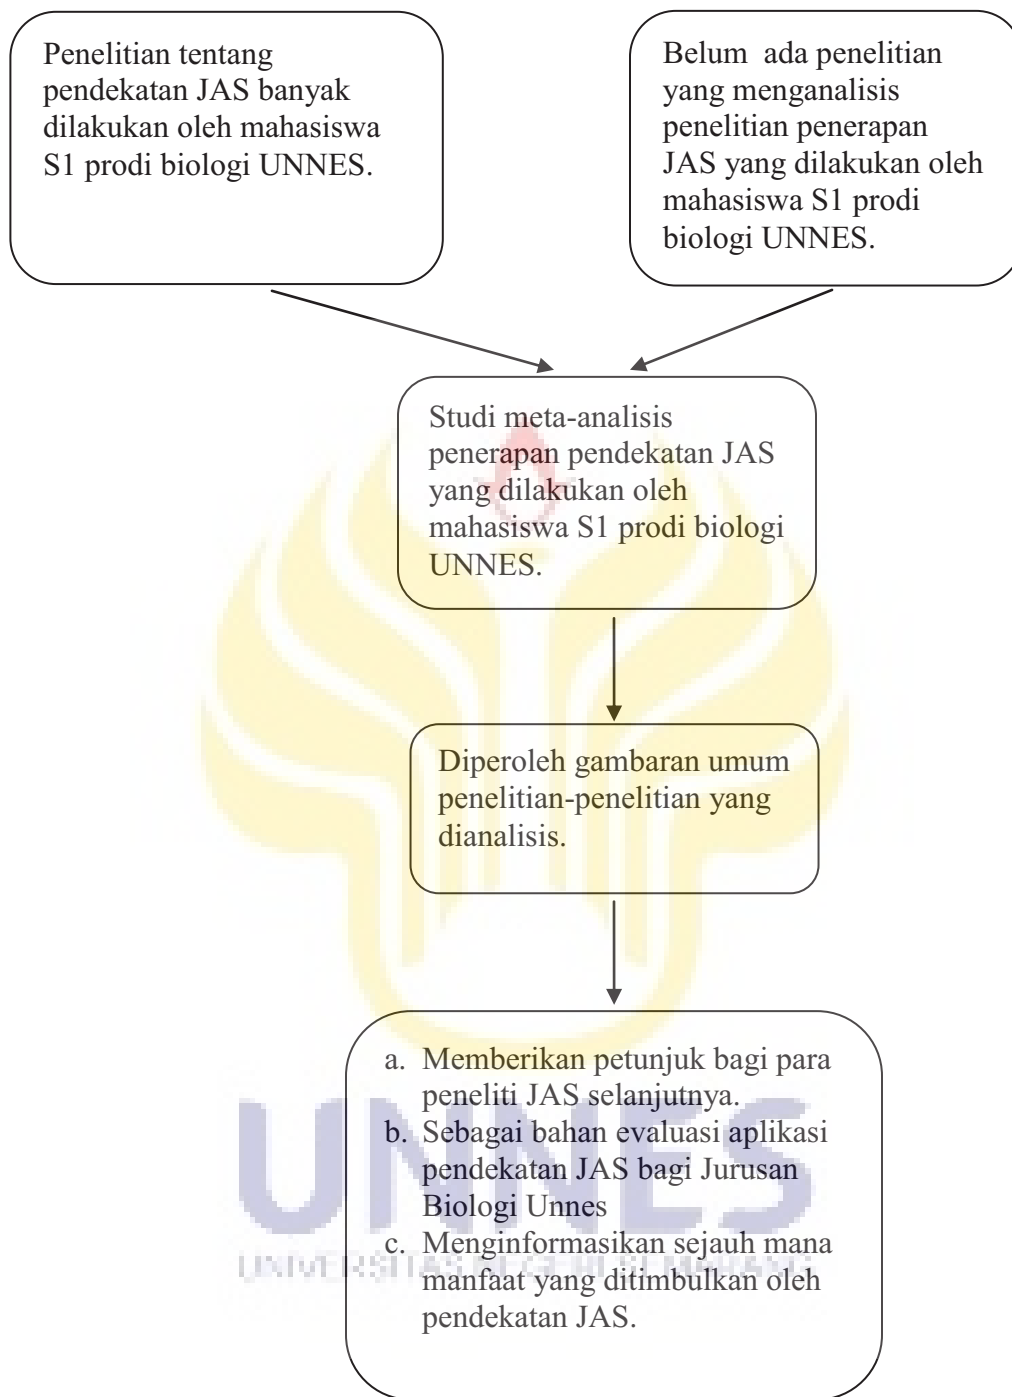 Penelitian tentang
pendekatan JAS banyak
dilakukan oleh mahasiswa
S1 prodi biologi UNNES.
Belum  ada penelitian
yang menganalisis
penelitian penerapan
JAS yang dilakukan oleh
mahasiswa S1 prodi
biologi UNNES.
Studi meta-analisis
penerapan pendekatan JAS
yang dilakukan oleh
mahasiswa S1 prodi biologi
UNNES.
Diperoleh gambaran umum
penelitian-penelitian yang
dianalisis.
a. Memberikan petunjuk bagi para
peneliti JAS selanjutnya.
b. Sebagai bahan evaluasi aplikasi
pendekatan JAS bagi Jurusan
Biologi Unnes
c. Menginformasikan sejauh mana
manfaat yang ditimbulkan oleh
pendekatan JAS.
UNNES
UNIVERSITAS NEGERI SEMARANG